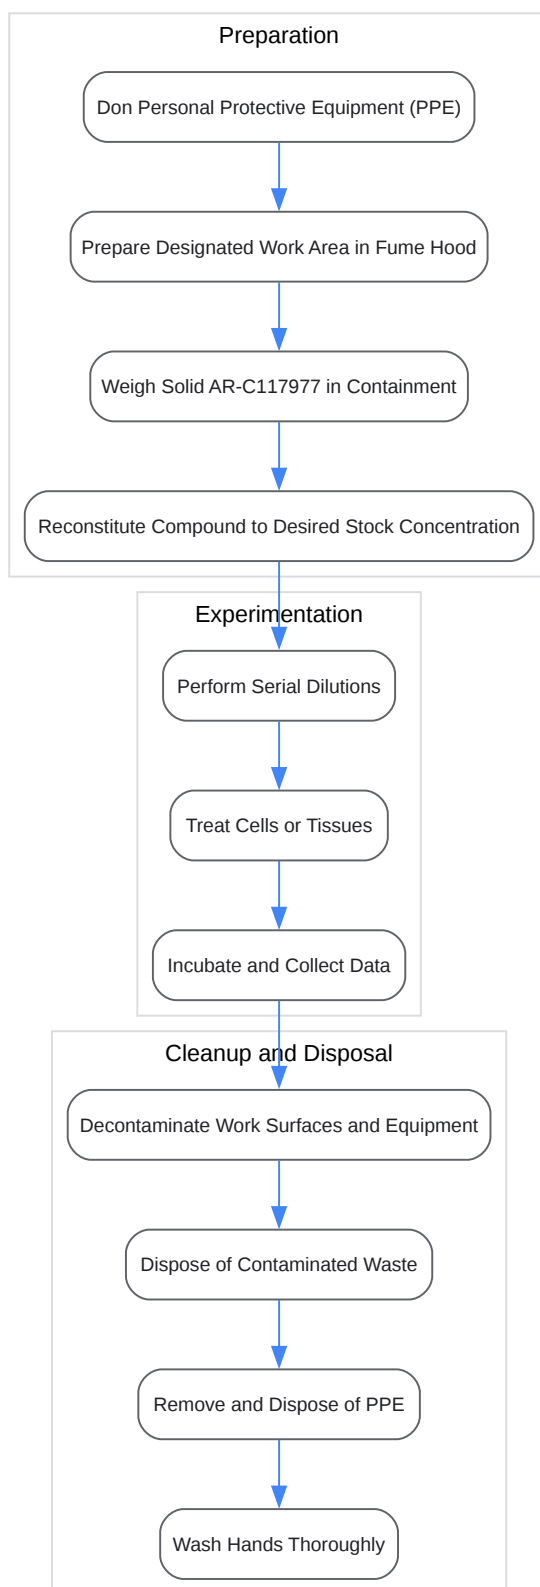 Preparation
Don Personal Protective Equipment (PPE)
Prepare Designated Work Area in Fume Hood
Weigh Solid AR-C117977 in Containment
Reconstitute Compound to Desired Stock Concentration
Experimentation
Perform Serial Dilutions
Treat Cells or Tissues
Incubate and Collect Data
Cleanup and Disposal
Decontaminate Work Surfaces and Equipment
Dispose of Contaminated Waste
Remove and Dispose of PPE
Wash Hands Thoroughly